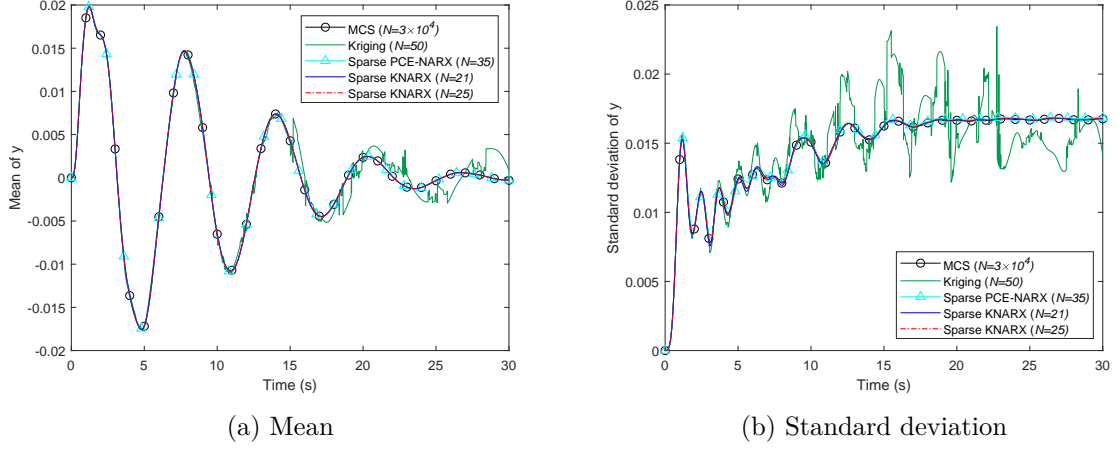 0.02
0.015
0.01
0.005
0
-0.005
-0.01
-0.015
-0.02
Mean of y
0 5 10 15 20 25 30
Time (s)
MCS (N=3×10⁴)
Kriging (N=50)
Sparse PCE-NARX (N=35)
Sparse KNARX (N=21)
Sparse KNARX (N=25)
(a) Mean
0.025
0.02
0.015
0.01
0.005
0
Standard deviation of y
0 5 10 15 20 25 30
Time (s)
MCS (N=3×10⁴)
Kriging (N=50)
Sparse PCE-NARX (N=35)
Sparse KNARX (N=21)
Sparse KNARX (N=25)
(b) Standard deviation